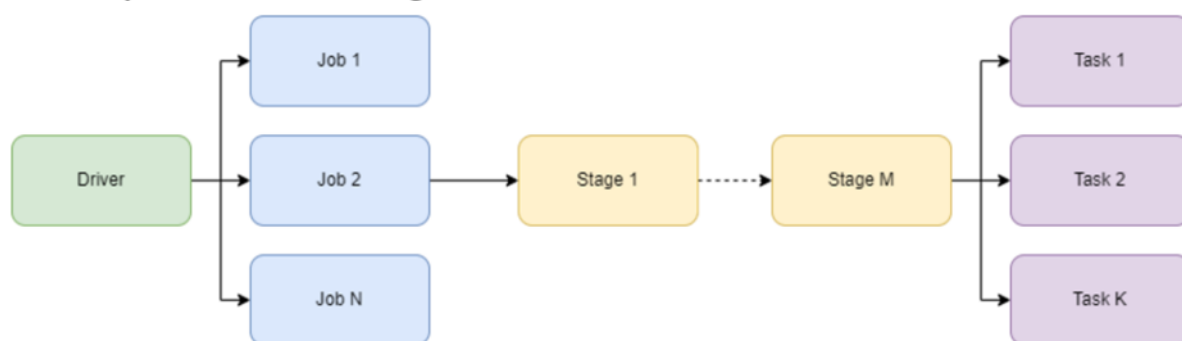 Job 1
Task 1
Driver
Job 2
Stage 1
Stage M
Task 2
Job N
Task K